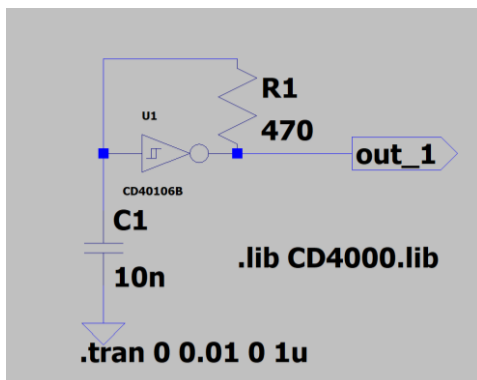 R1
U1
470
out_1
CD40106B
C1
.lib CD4000.lib
10n
.tran 0 0.01 0 1u